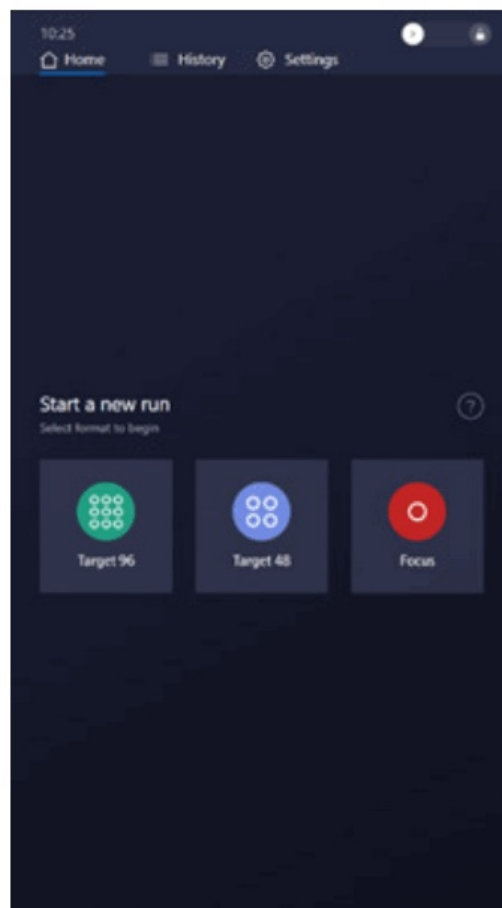 10:25
Home History Settings
Start a new run
Select format to begin
?
Target 96 Target 48 Focus